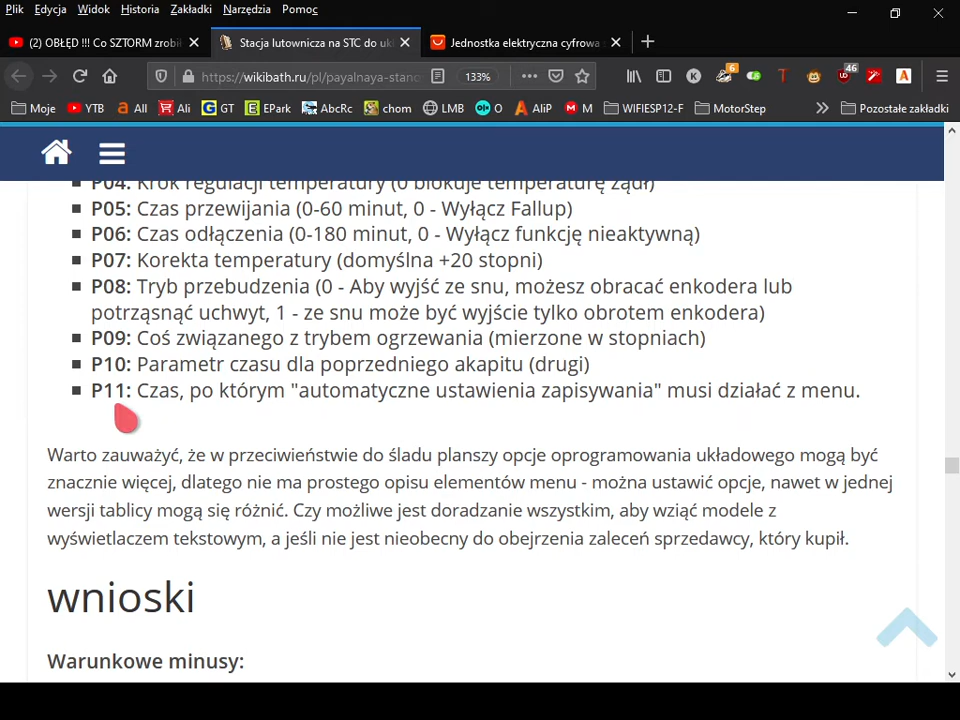 Plik Edycja Widok Historia Zakładki Narzędzia Pomoc
(2) OBŁĘD !!! Co SZTORM zrobił
Stacja lutownicza na STC do ukł
Jednostka elektryczna cyfrowa
https://wikibath.ru/pl/payalnaya-stanc 133% K 6 T 46 A
Moje YTB All Ali GT EPark AbcRc chom LMB O AliP M WIFIESP12-F MotorStep Pozostałe zakładki
P04: Krok regulacji temperatury (0 blokuje temperaturę żądł)
P05: Czas przewijania (0-60 minut, 0 - Wyłącz Fallup)
P06: Czas odłączenia (0-180 minut, 0 - Wyłącz funkcję nieaktywną)
P07: Korekta temperatury (domyślna +20 stopni)
P08: Tryb przebudzenia (0 - Aby wyjść ze snu, możesz obracać enkodera lub
potrząsnąć uchwyt, 1 - ze snu może być wyjście tylko obrotem enkodera)
P09: Coś związanego z trybem ogrzewania (mierzone w stopniach)
P10: Parametr czasu dla poprzedniego akapitu (drugi)
P11: Czas, po którym "automatyczne ustawienia zapisywania" musi działać z menu.
Warto zauważyć, że w przeciwieństwie do śladu planszy opcje oprogramowania układowego mogą być
znacznie więcej, dlatego nie ma prostego opisu elementów menu - można ustawić opcje, nawet w jednej
wersji tablicy mogą się różnić. Czy możliwe jest doradzanie wszystkim, aby wziąć modele z
wyświetlaczem tekstowym, a jeśli nie jest nieobecny do obejrzenia zaleceń sprzedawcy, który kupił.
wnioski
Warunkowe minusy: